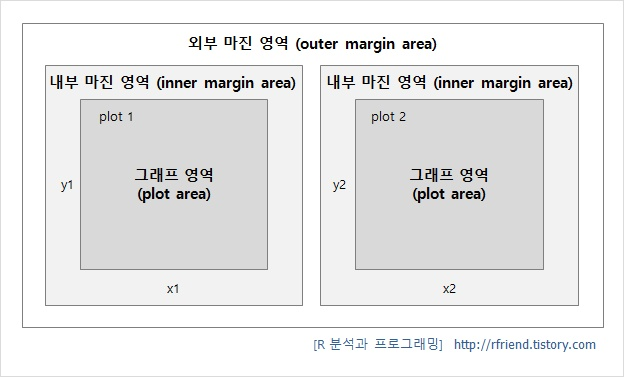 외부 마진 영역 (outer margin area)
내부 마진 영역 (inner margin area)
plot 1
그래프 영역
(plot area)
y1
x1
내부 마진 영역 (inner margin area)
plot 2
그래프 영역
(plot area)
y2
x2
[R 분석과 프로그래밍] http://rfriend.tistory.com